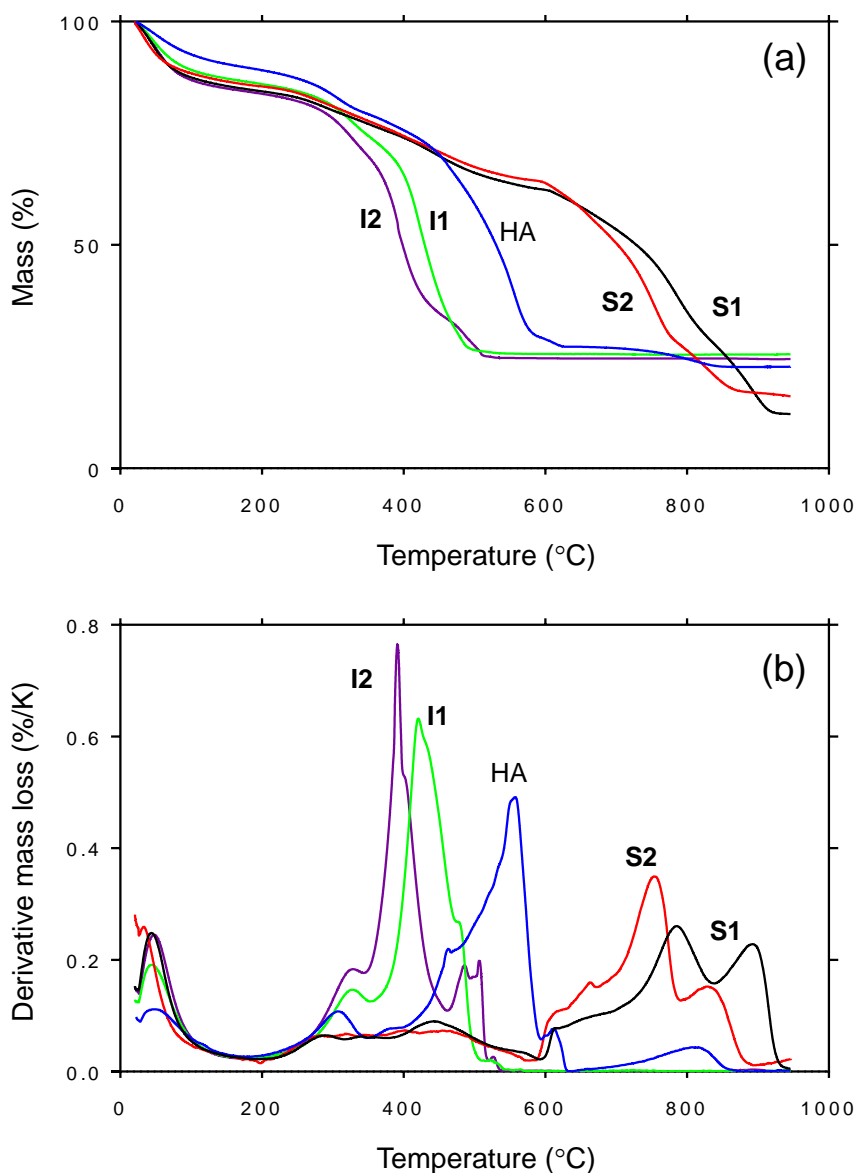 100
(a)
I2
I1
HA
Mass (%)
50
S2
S1
0
0 200 400 600 800 1000
Temperature (°C)
0.8
(b)
I2
I1
0.6
HA
Derivative mass loss (%/K)
0.4
S2
S1
0.2
0.0
0 200 400 600 800 1000
Temperature (°C)